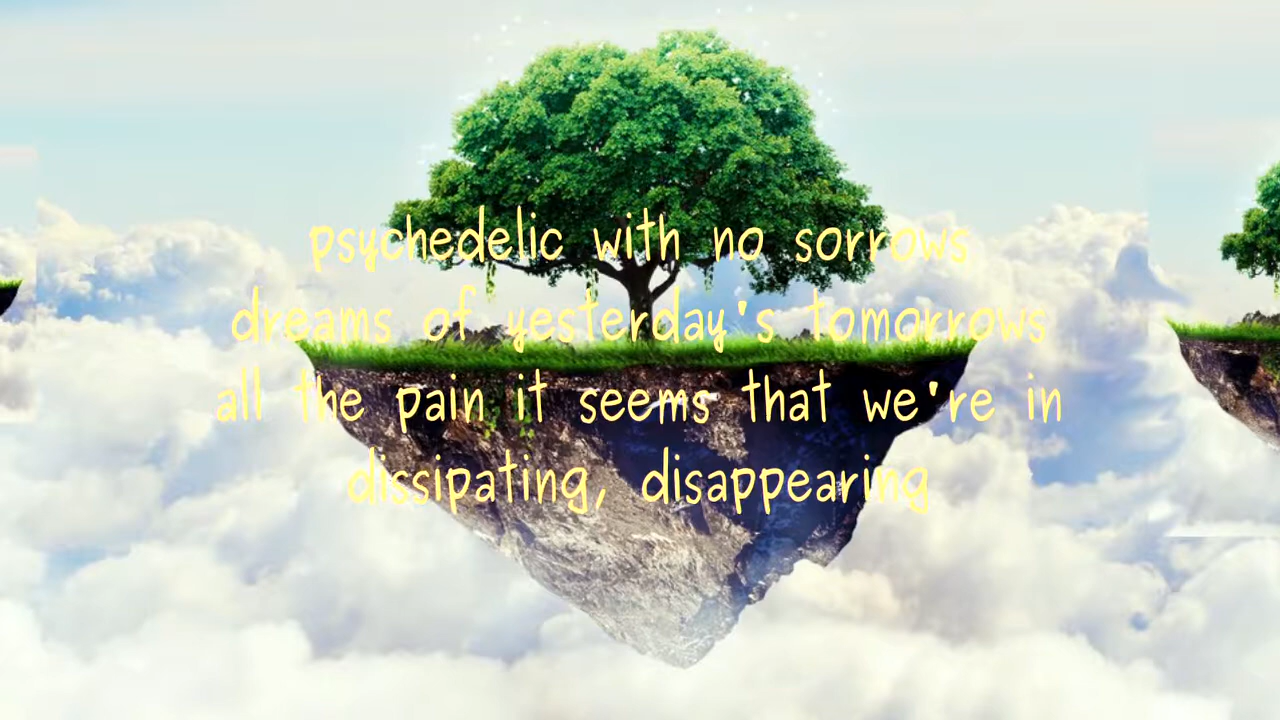 psychedelic with no sorrows
dreams of yesterday's tomorrows
all the pain it seems that we're in
dissipating, disappearing